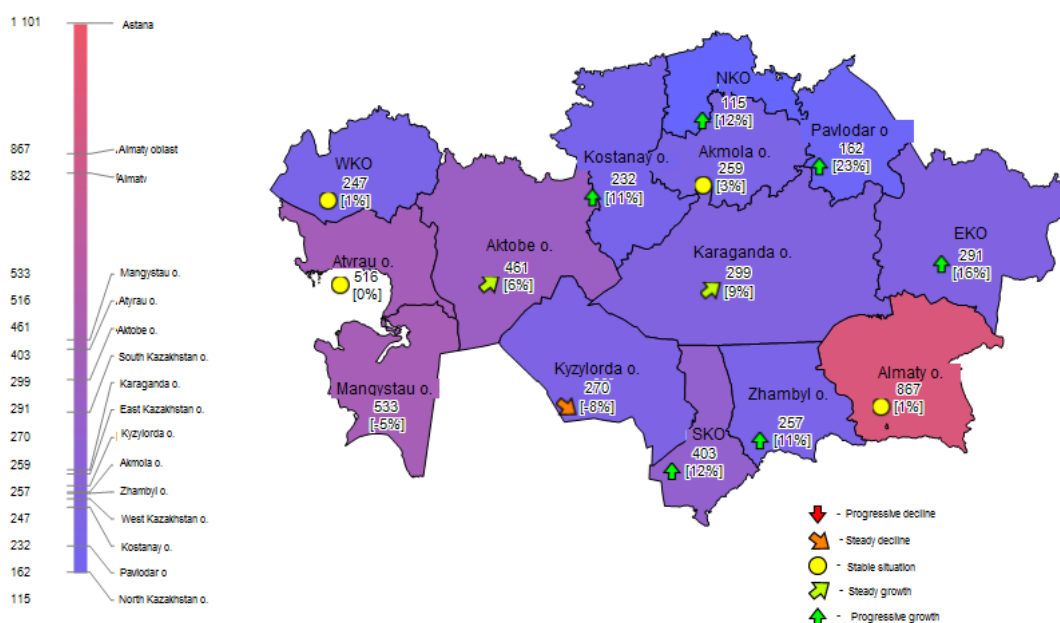 1 101
Astana
867
Almaty oblast
832
Almaty
533
Mangystau o.
516
Atyrau o.
461
Aktobe o.
403
South Kazakhstan o.
299
Karaganda o.
291
East Kazakhstan o.
270
Kyzylorda o.
259
Akmola o.
257
Zhambyl o.
247
West Kazakhstan o.
232
Kostanay o.
162
Pavlodar o
115
North Kazakhstan o.
NKO
115
[12%]
Pavlodar o
162
[23%]
WKO
247
[1%]
Kostanay o.
232
[11%]
Akmola o.
259
[3%]
EKO
291
[16%]
Atyrau o.
516
[0%]
Aktobe o.
461
[6%]
Karaganda o.
299
[9%]
Mangystau o.
533
[-5%]
Kyzylorda o.
270
[-8%]
SKO
403
[12%]
Zhambyl o.
257
[11%]
Almaty o.
867
[1%]
- Progressive decline
- Steady decline
- Stable situation
- Steady growth
- Progressive growth